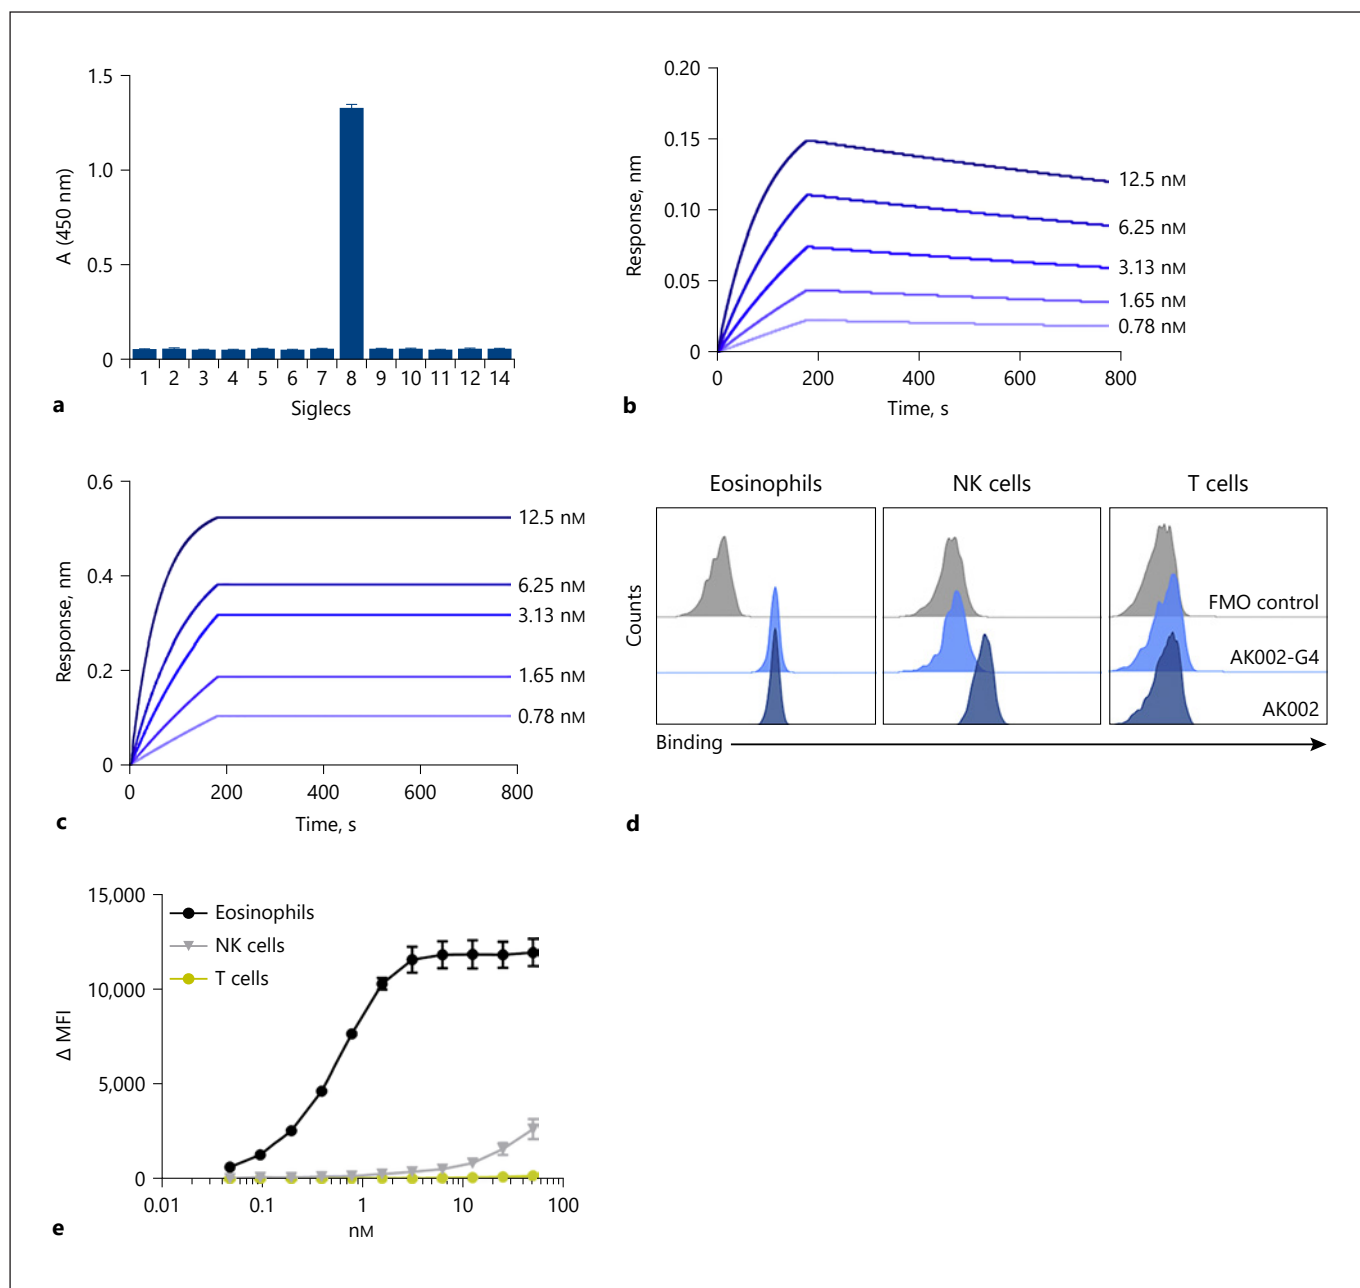 1.5
1.0
0.5
0
A (450 nm)
1 2 3 4 5 6 7 8 9 10 11 12 14
Siglecs
a
0.20
0.15
0.10
0.05
0
Response, nm
12.5 nM
6.25 nM
3.13 nM
1.65 nM
0.78 nM
0 200 400 600 800
Time, s
b
0.6
0.4
0.2
0
Response, nm
12.5 nM
6.25 nM
3.13 nM
1.65 nM
0.78 nM
0 200 400 600 800
Time, s
c
Eosinophils NK cells T cells
Counts
FMO control
AK002-G4
AK002
Binding
d
15,000
10,000
5,000
0
Δ MFI
Eosinophils
NK cells
T cells
0.01 0.1 1 10 100
nM
e